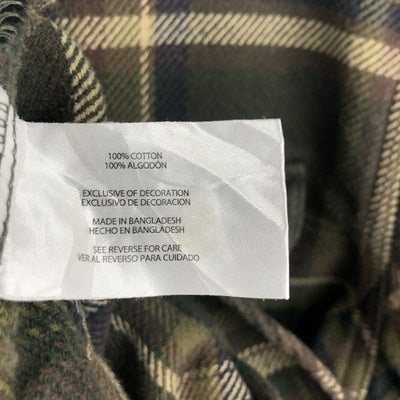 100% COTTON
100% ALGODÓN
EXCLUSIVE OF DECORATION
EXCLUSIVO DE DECORACION
MADE IN BANGLADESH
HECHO EN BANGLADESH
SEE REVERSE FOR CARE
VER AL REVERSO PARA CUIDADO